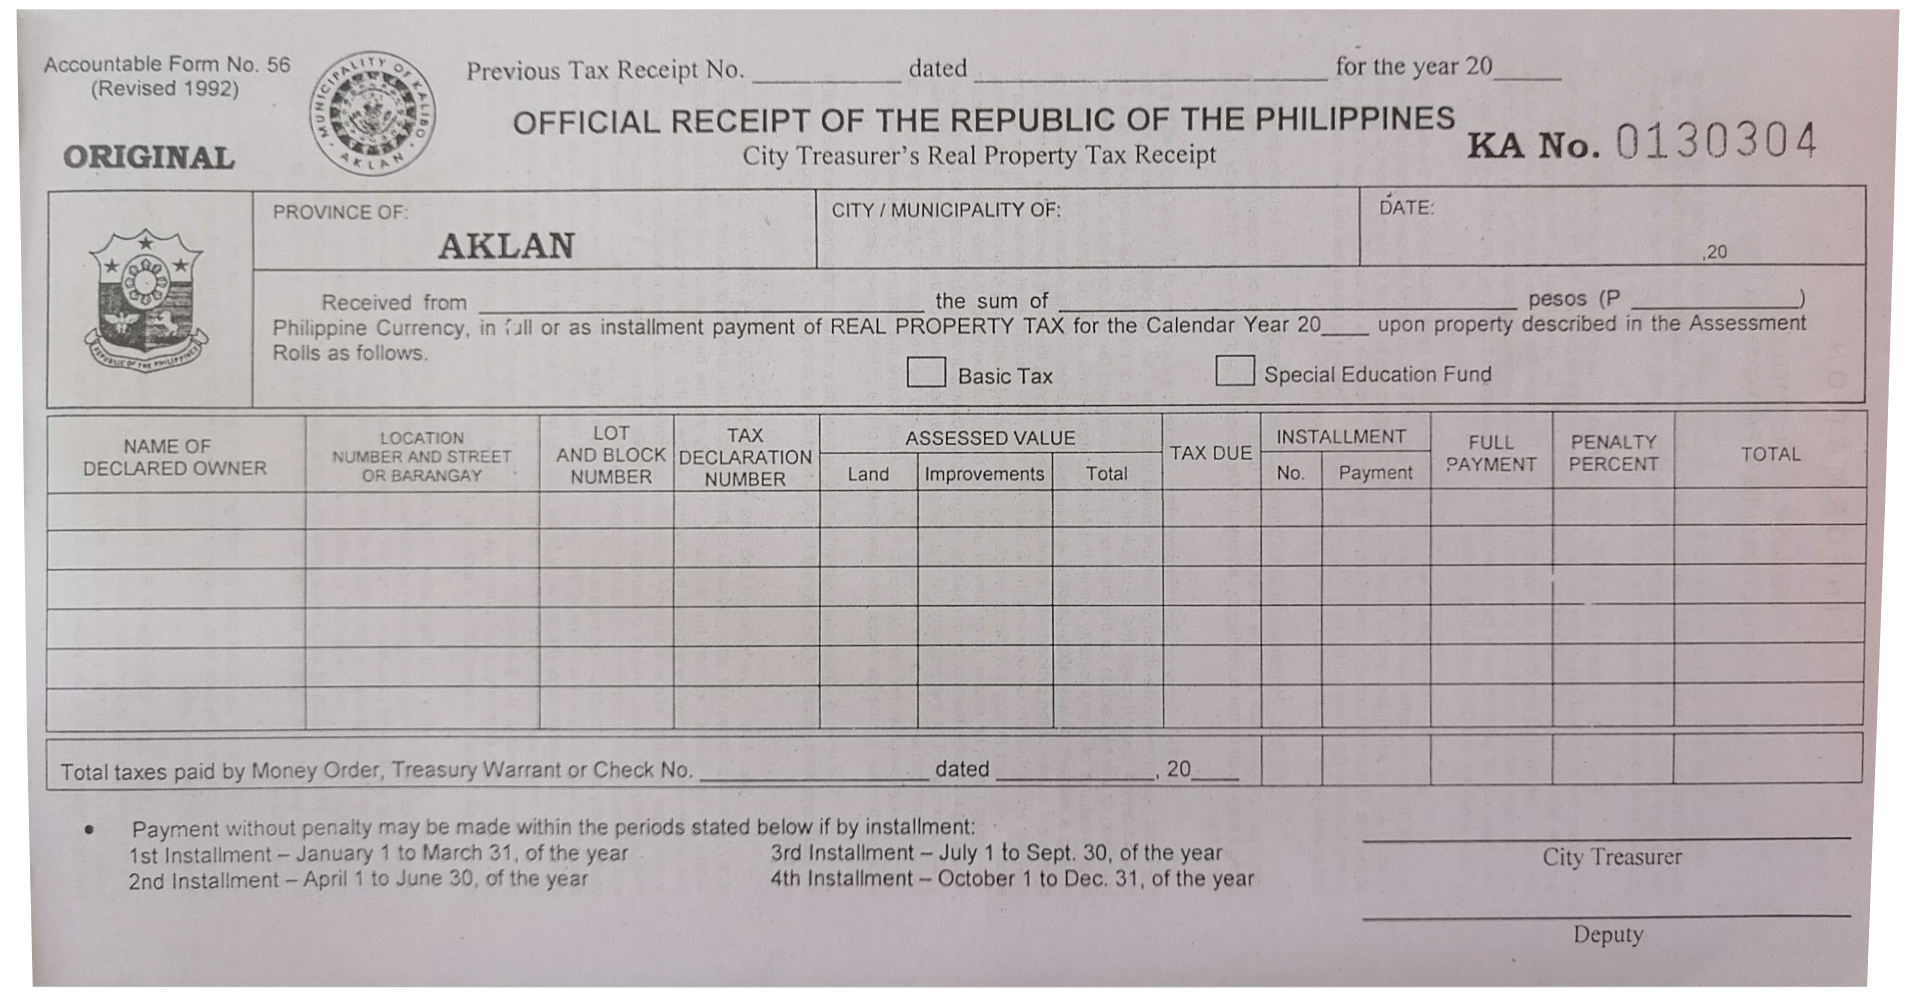 Accountable Form No. 56
(Revised 1992)
ORIGINAL
MUNICIPALITY OF KALIBO
AKLAN
Previous Tax Receipt No. ____________ dated ____________________________ for the year 20_____
OFFICIAL RECEIPT OF THE REPUBLIC OF THE PHILIPPINES
City Treasurer's Real Property Tax Receipt
KA No. 0130304
REPUBLIC OF THE PHILIPPINES
PROVINCE OF:
AKLAN
CITY / MUNICIPALITY OF:
DATE:
,20
Received from ____________________ the sum of ____________________ pesos (P ____________)
Philippine Currency, in full or as installment payment of REAL PROPERTY TAX for the Calendar Year 20____ upon property described in the Assessment
Rolls as follows.
Basic Tax
Special Education Fund
NAME OF
DECLARED OWNER
LOCATION
NUMBER AND STREET
OR BARANGAY
LOT
AND BLOCK
NUMBER
TAX
DECLARATION
NUMBER
ASSESSED VALUE
Land
Improvements
Total
TAX DUE
INSTALLMENT
No.
Payment
FULL
PAYMENT
PENALTY
PERCENT
TOTAL
Total taxes paid by Money Order, Treasury Warrant or Check No. __________________ dated ____________, 20____
• Payment without penalty may be made within the periods stated below if by installment:
1st Installment – January 1 to March 31, of the year
2nd Installment – April 1 to June 30, of the year
3rd Installment – July 1 to Sept. 30, of the year
4th Installment – October 1 to Dec. 31, of the year
City Treasurer
Deputy